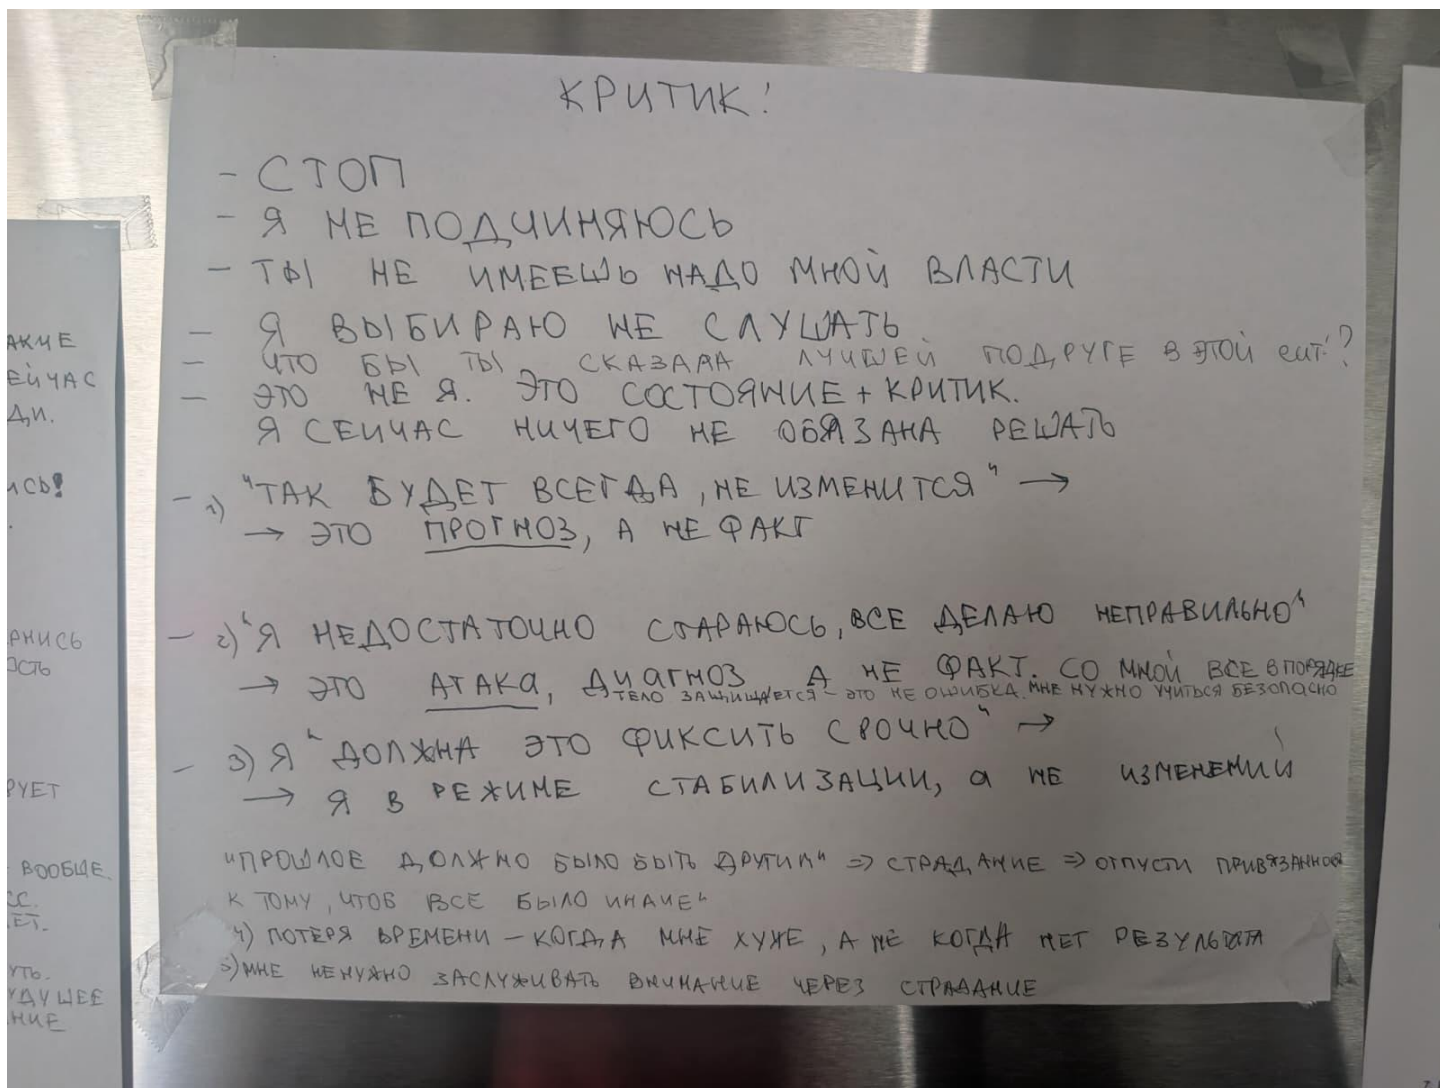 КРИТИК!
- СТОП
- Я НЕ ПОДЧИНЯЮСЬ
- ТЫ НЕ ИМЕЕШЬ НАДО МНОЙ ВЛАСТИ
- Я ВЫБИРАЮ НЕ СЛУШАТЬ
- ЧТО БЫ ТЫ СКАЗАЛА ЛУЧШЕЙ ПОДРУГЕ В ЭТОЙ СИТ.?
- ЭТО НЕ Я. ЭТО СОСТОЯНИЕ + КРИТИК.
Я СЕЙЧАС НИЧЕГО НЕ ОБЯЗАНА РЕШАТЬ
- 1) "ТАК БУДЕТ ВСЕГДА, НЕ ИЗМЕНИТСЯ" →
→ ЭТО ПРОГНОЗ, А НЕ ФАКТ
- 2) "Я НЕДОСТАТОЧНО СТАРАЮСЬ, ВСЕ ДЕЛАЮ НЕПРАВИЛЬНО"
→ ЭТО АТАКА, ДИАГНОЗ А НЕ ФАКТ. СО МНОЙ ВСЕ В ПОРЯДКЕ
ТЕЛО ЗАЩИЩАЕТСЯ - ЭТО НЕ ОШИБКА. МНЕ НУЖНО УЧИТЬСЯ БЕЗОПАСНО
- 3) Я "ДОЛЖНА ЭТО ФИКСИТЬ СРОЧНО" →
→ Я В РЕЖИМЕ СТАБИЛИЗАЦИИ, а НЕ ИЗМЕНЕНИЙ
"ПРОШЛОЕ ДОЛЖНО БЫЛО БЫТЬ ДРУГИМ" ⇒ СТРАДАНИЕ ⇒ ОТПУСТИ
К ТОМУ, ЧТОБ ВСЕ БЫЛО ИНАЧЕ"
4) ПОТЕРЯ ВРЕМЕНИ - КОГДА МНЕ ХУЖЕ, А НЕ КОГДА НЕТ РЕЗУЛЬТАТА
5) МНЕ НЕ НУЖНО ЗАСЛУЖИВАТЬ ВНИМАНИЕ ЧЕРЕЗ СТРАДАНИЕ
ВООБЩЕ.